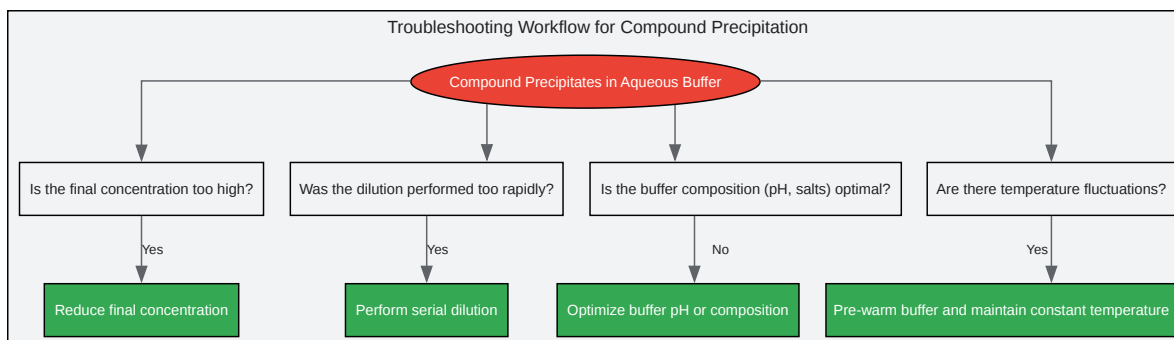 Troubleshooting Workflow for Compound Precipitation
Compound Precipitates in Aqueous Buffer
Is the final concentration too high?
Was the dilution performed too rapidly?
Is the buffer composition (pH, salts) optimal?
Are there temperature fluctuations?
Yes
Yes
No
Yes
Reduce final concentration
Perform serial dilution
Optimize buffer pH or composition
Pre-warm buffer and maintain constant temperature